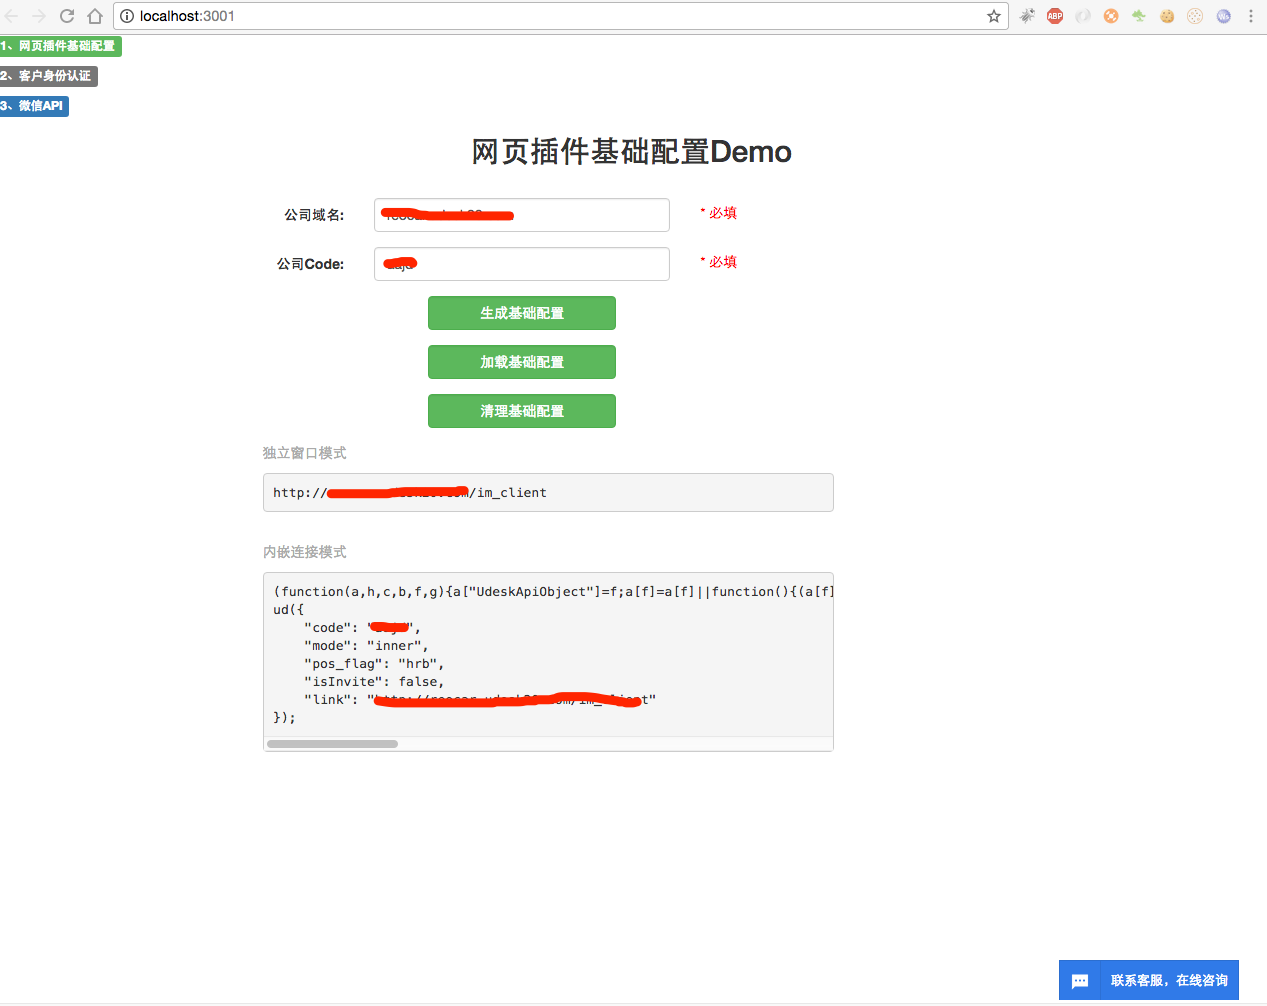 localhost:3001
ABP
1、网页插件基础配置
2、客户身份认证
3、微信API
网页插件基础配置Demo
公司域名:
* 必填
公司Code:
* 必填
生成基础配置
加载基础配置
清理基础配置
独立窗口模式
http:// /im_client
内嵌连接模式
(function(a,h,c,b,f,g){a["UdeskApiObject"]=f;a[f]=a[f]||function(){(a[f]
ud({
"code": " ",
"mode": "inner",
"pos_flag": "hrb",
"isInvite": false,
"link": " "
});
联系客服，在线咨询